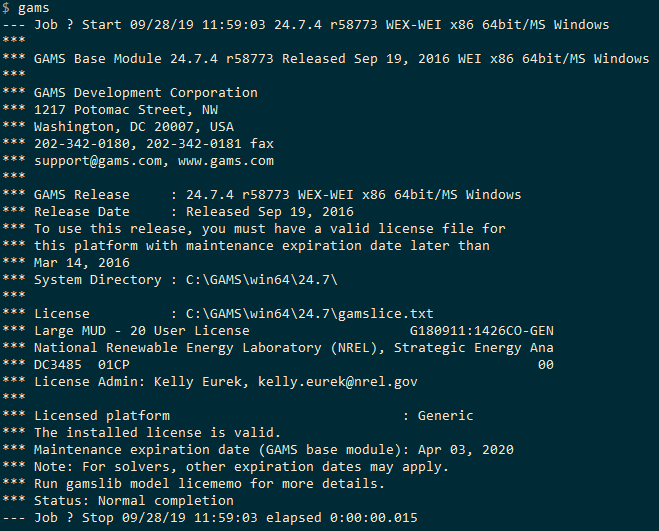 $ gams
--- Job ? Start 09/28/19 11:59:03 24.7.4 r58773 WEX-WEI x86 64bit/MS Windows
***
*** GAMS Base Module 24.7.4 r58773 Released Sep 19, 2016 WEI x86 64bit/MS Windows
***
*** GAMS Development Corporation
*** 1217 Potomac Street, NW
*** Washington, DC 20007, USA
*** 202-342-0180, 202-342-0181 fax
*** support@gams.com, www.gams.com
***
*** GAMS Release     : 24.7.4 r58773 WEX-WEI x86 64bit/MS Windows
*** Release Date     : Released Sep 19, 2016
*** To use this release, you must have a valid license file for
*** this platform with maintenance expiration date later than
*** Mar 14, 2016
*** System Directory : C:\GAMS\win64\24.7\
***
*** License          : C:\GAMS\win64\24.7\gamslice.txt
*** Large MUD - 20 User License                    G180911:1426CO-GEN
*** National Renewable Energy Laboratory (NREL), Strategic Energy Ana
*** DC3485  01CP                                                   00
*** License Admin: Kelly Eurek, kelly.eurek@nrel.gov
***
*** Licensed platform                             : Generic
*** The installed license is valid.
*** Maintenance expiration date (GAMS base module): Apr 03, 2020
*** Note: For solvers, other expiration dates may apply.
*** Run gamslib model licememo for more details.
*** Status: Normal completion
--- Job ? Stop 09/28/19 11:59:03 elapsed 0:00:00.015